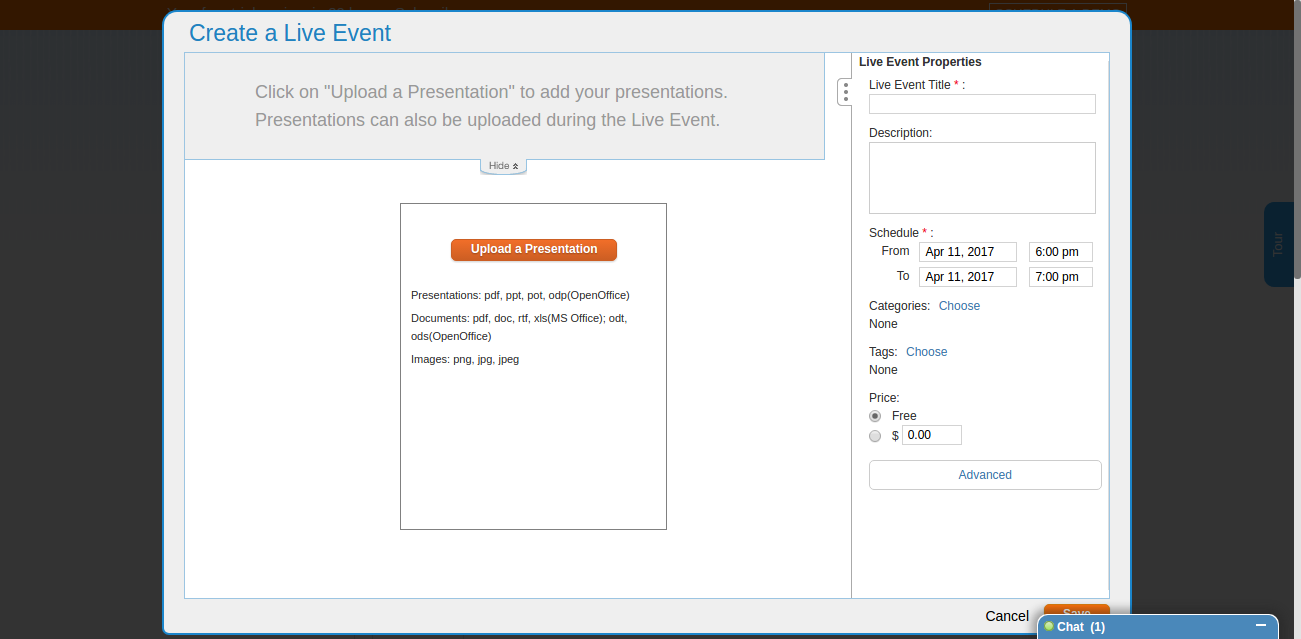 Create a Live Event
Click on "Upload a Presentation" to add your presentations.
Presentations can also be uploaded during the Live Event.
Hide
Upload a Presentation
Presentations: pdf, ppt, pot, odp(OpenOffice)
Documents: pdf, doc, rtf, xls(MS Office); odt,
ods(OpenOffice)
Images: png, jpg, jpeg
Live Event Properties
Live Event Title * :
Description:
Schedule * :
From Apr 11, 2017 6:00 pm
To Apr 11, 2017 7:00 pm
Categories: Choose
None
Tags: Choose
None
Price:
Free
$ 0.00
Advanced
Tour
Cancel Save
Chat (1)